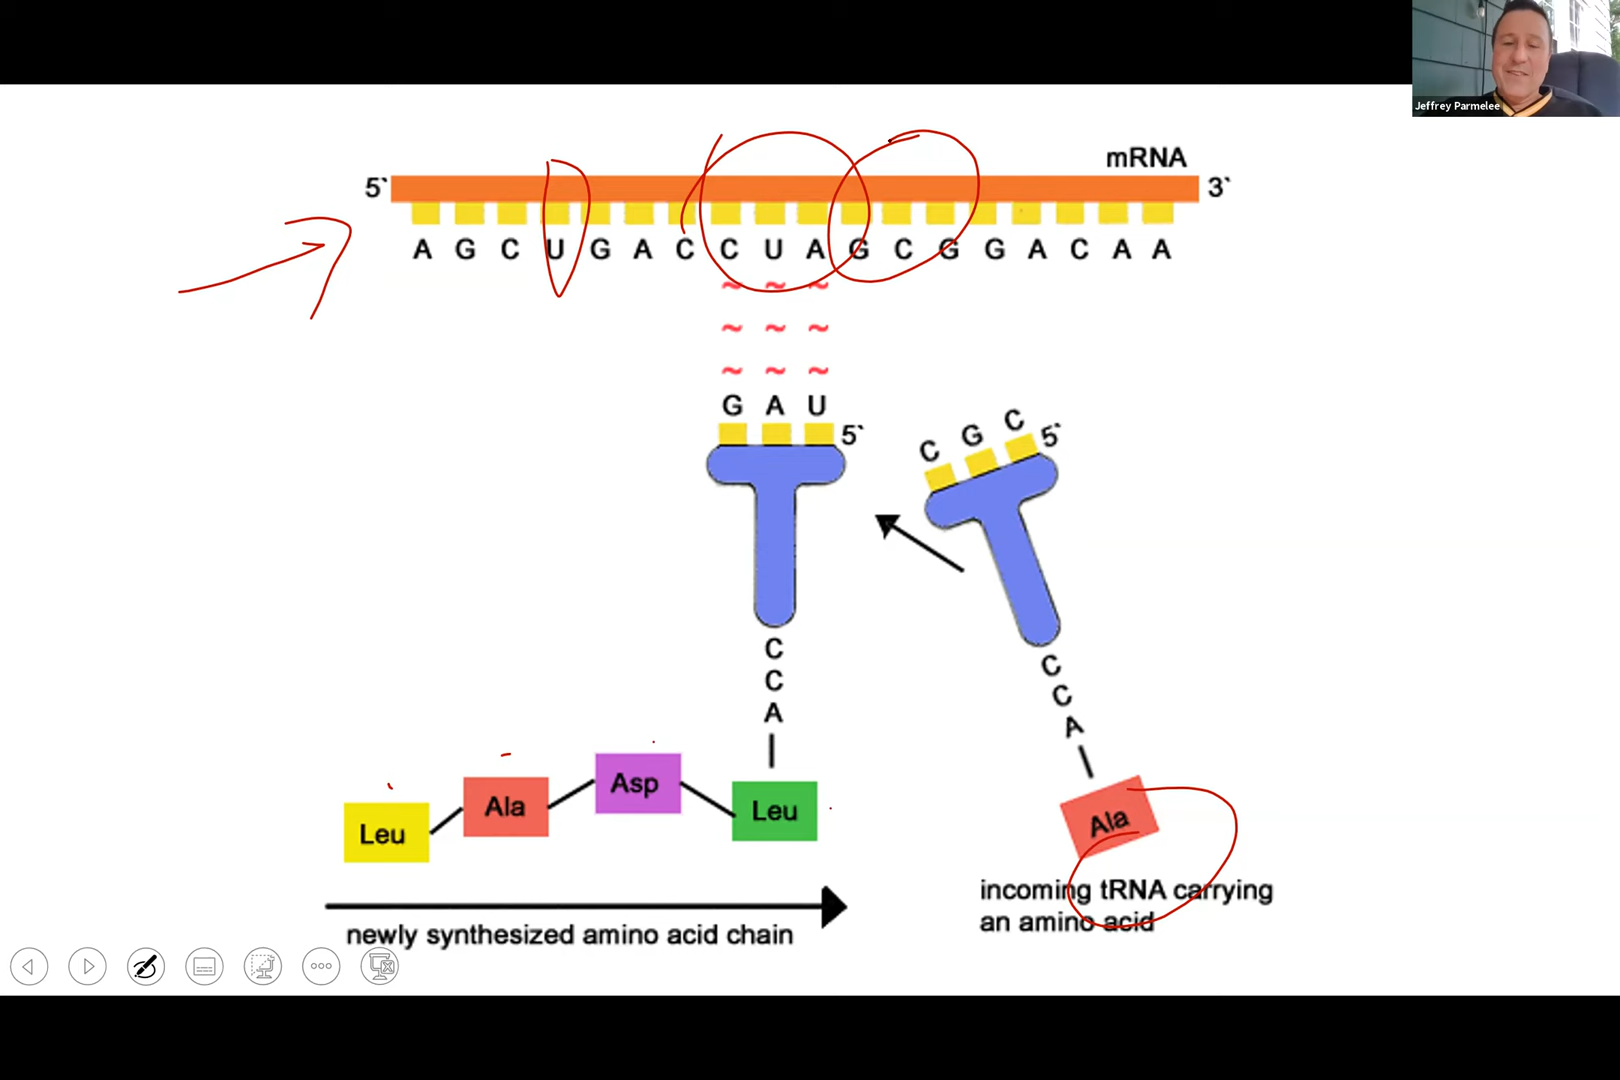 Jeffrey Parmelee
mRNA
5` 3`
A G C U G A C C U A G C G G A C A A
~ ~ ~
~ ~ ~
~ ~ ~
G A U
5`
C G C 5`
C
C
A
C
C
A
Leu Ala Asp Leu
Ala
incoming tRNA carrying
an amino acid
newly synthesized amino acid chain